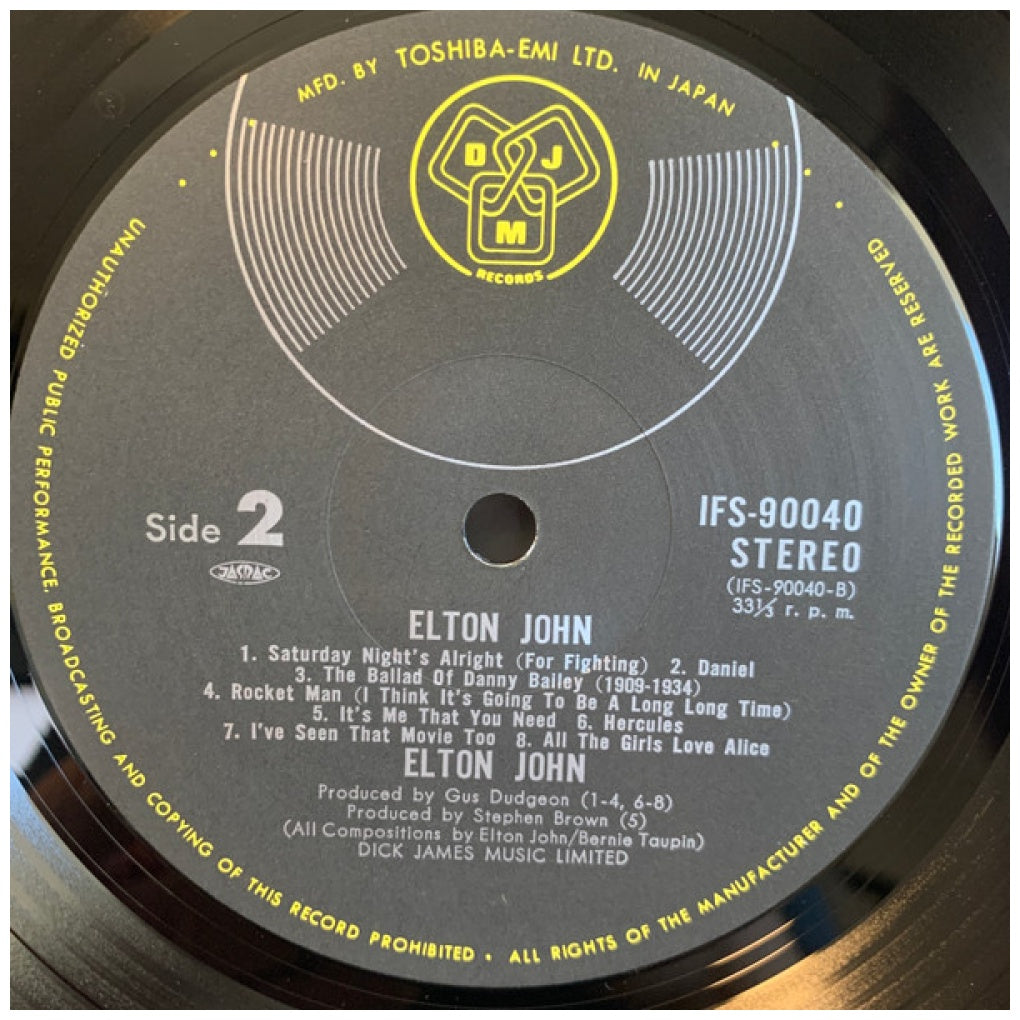 MFD. BY TOSHIBA-EMI LTD. IN JAPAN
D J
M
RECORDS
UNAUTHORIZED PUBLIC PERFORMANCE. BROADCASTING AND COPYING OF THIS RECORD PROHIBITED • ALL RIGHTS OF THE MANUFACTURER AND OF THE OWNER OF THE RECORDED WORK ARE RESERVED
Side 2
JASRAC
IFS-90040
STEREO
(IFS-90040-B)
33⅓ r. p. m.
ELTON JOHN
1. Saturday Night's Alright (For Fighting) 2. Daniel
3. The Ballad Of Danny Bailey (1909-1934)
4. Rocket Man (I Think It's Going To Be A Long Long Time)
5. It's Me That You Need 6. Hercules
7. I've Seen That Movie Too 8. All The Girls Love Alice
ELTON JOHN
Produced by Gus Dudgeon (1-4, 6-8)
Produced by Stephen Brown (5)
(All Compositions by Elton John/Bernie Taupin)
DICK JAMES MUSIC LIMITED